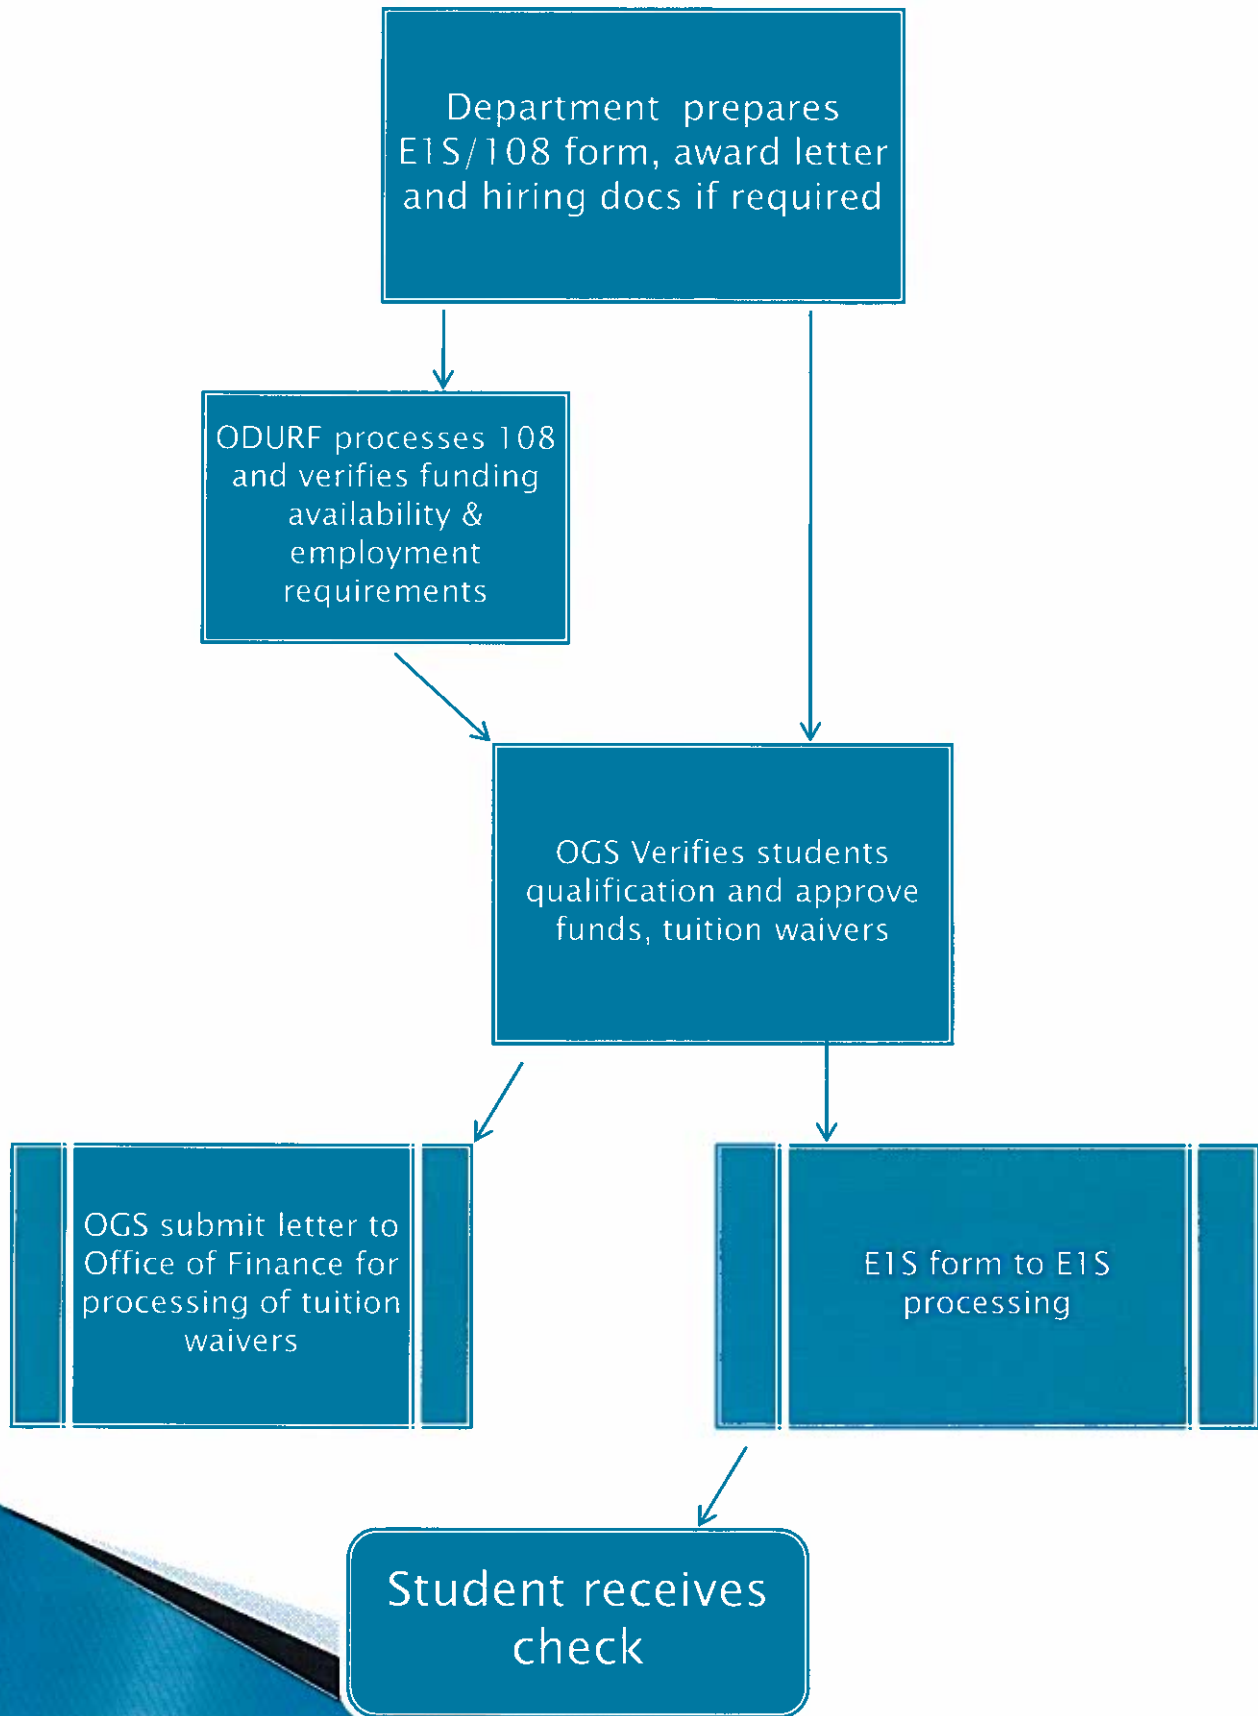 Department prepares
E1S/108 form, award letter
and hiring docs if required
ODURF processes 108
and verifies funding
availability &
employment
requirements
OGS Verifies students
qualification and approve
funds, tuition waivers
OGS submit letter to
Office of Finance for
processing of tuition
waivers
E1S form to E1S
processing
Student receives
check